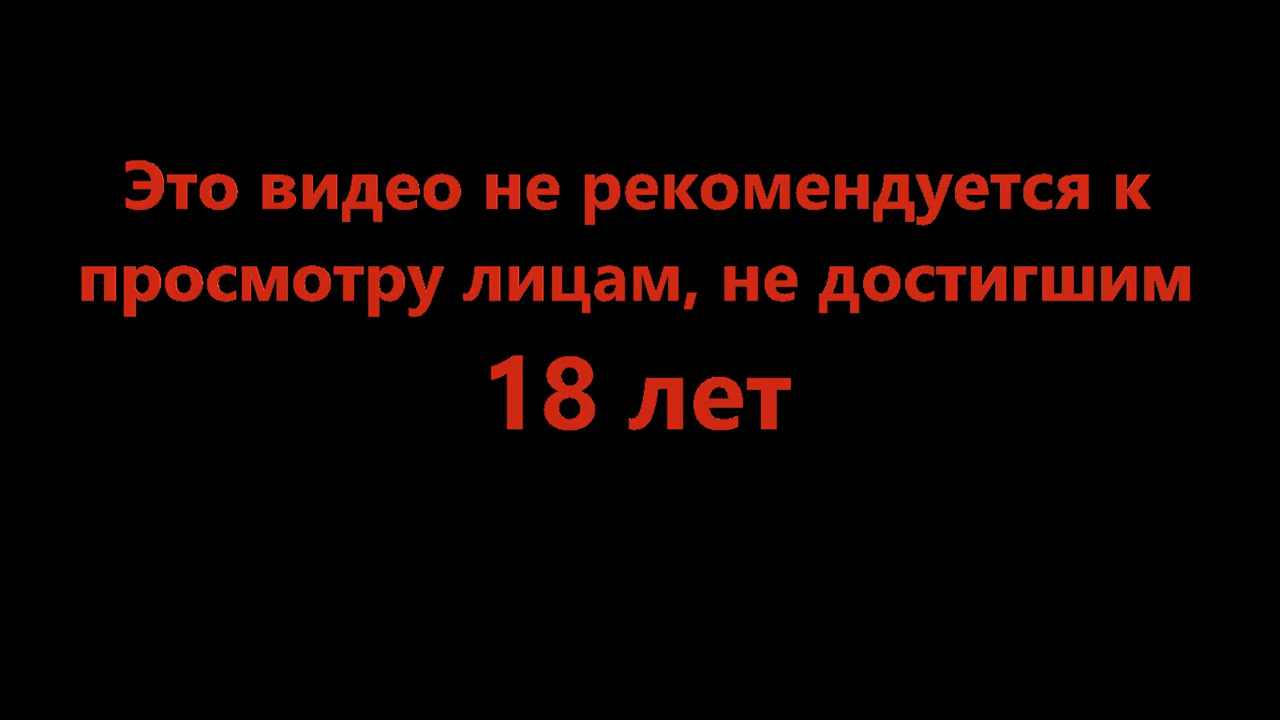 Это видео не рекомендуется к
просмотру лицам, не достигшим
18 лет